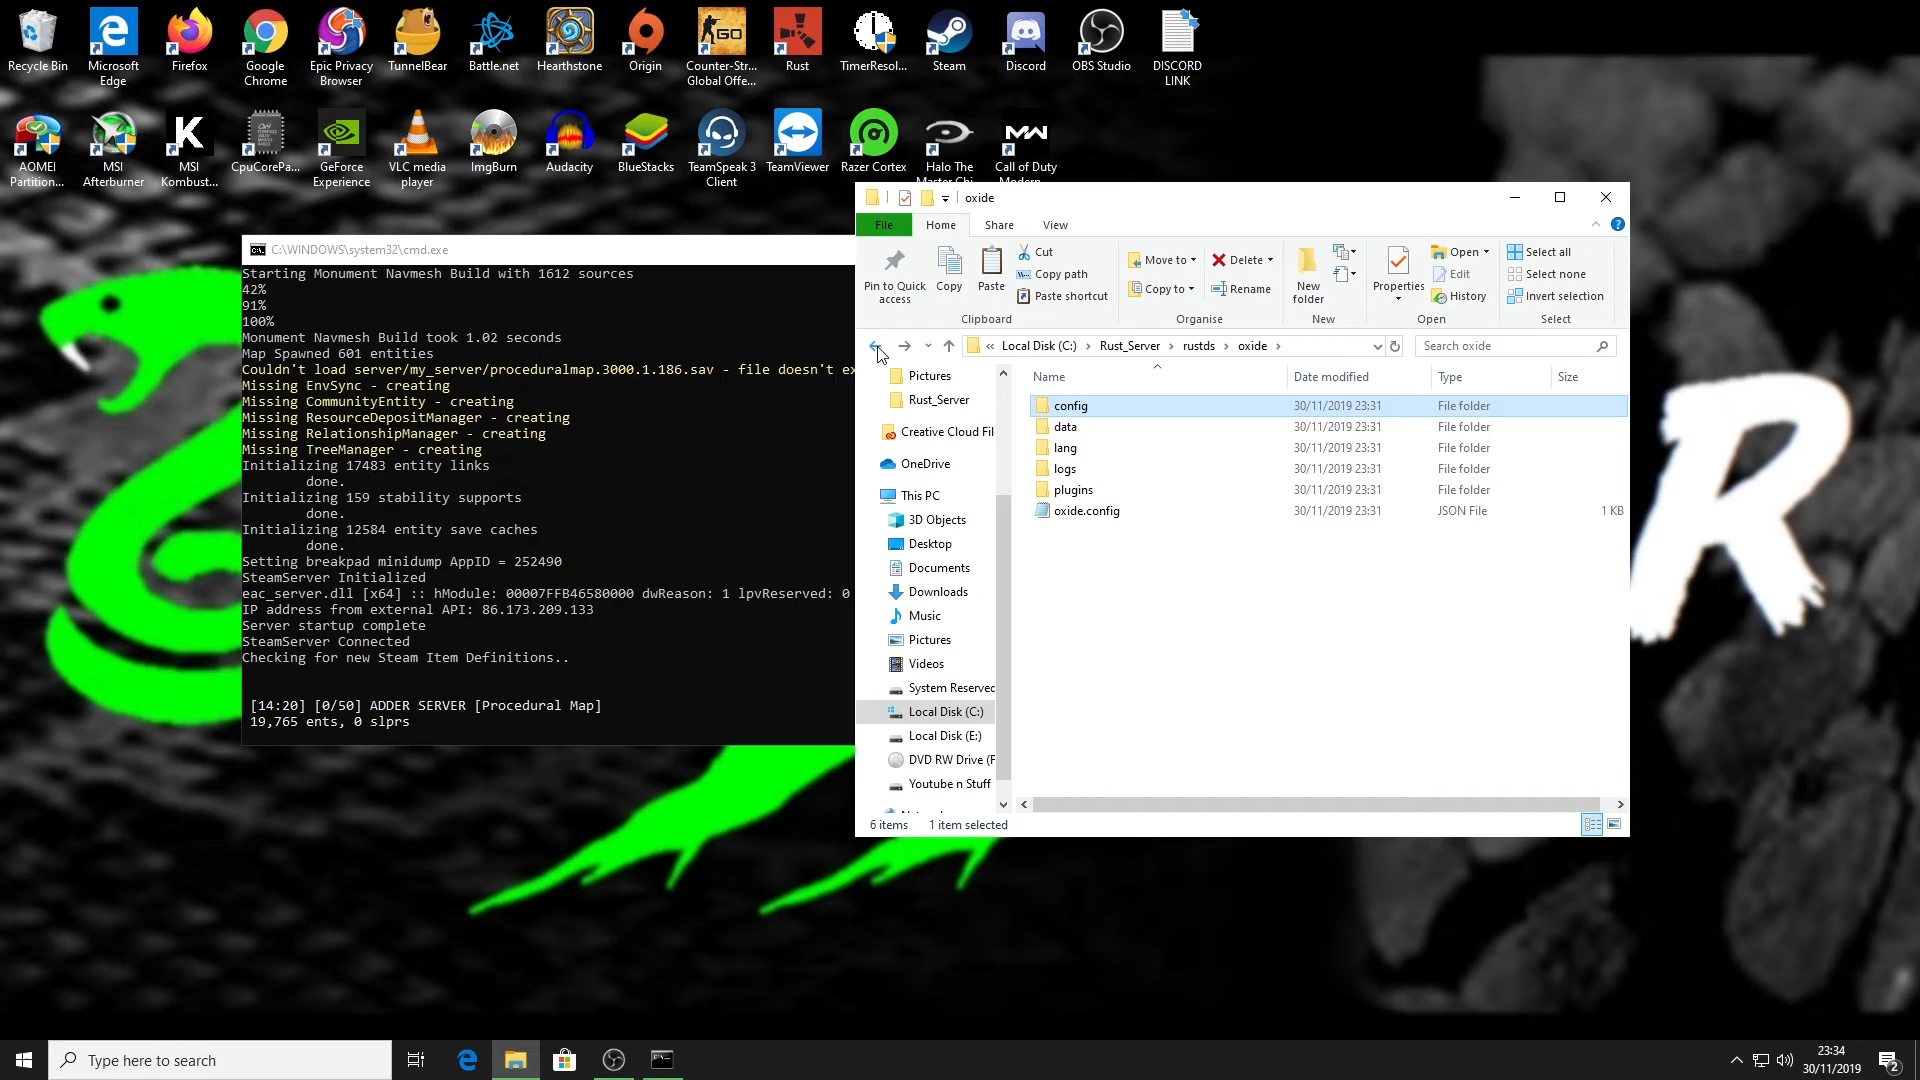 Recycle Bin
Microsoft Edge
Firefox
Google Chrome
Epic Privacy Browser
TunnelBear
Battle.net
Hearthstone
Origin
Counter-Str... Global Offe...
Rust
TimerResol...
Steam
Discord
OBS Studio
DISCORD LINK
AOMEI Partition...
MSI Afterburner
MSI Kombust...
CpuCorePa...
GeForce Experience
VLC media player
ImgBurn
Audacity
BlueStacks
TeamSpeak 3 Client
TeamViewer
Razer Cortex
Halo The Master Chi...
Call of Duty Modern...
C:\WINDOWS\system32\cmd.exe
Starting Monument Navmesh Build with 1612 sources
42%
91%
100%
Monument Navmesh Build took 1.02 seconds
Map Spawned 601 entities
Couldn't load server/my_server/proceduralmap.3000.1.186.sav - file doesn't ex
Missing EnvSync - creating
Missing CommunityEntity - creating
Missing ResourceDepositManager - creating
Missing RelationshipManager - creating
Missing TreeManager - creating
Initializing 17483 entity links
done.
Initializing 159 stability supports
done.
Initializing 12584 entity save caches
done.
Setting breakpad minidump AppID = 252490
SteamServer Initialized
eac_server.dll [x64] :: hModule: 00007FFB46580000 dwReason: 1 lpvReserved: 0
IP address from external API: 86.173.209.133
Server startup complete
SteamServer Connected
Checking for new Steam Item Definitions..
[14:20] [0/50] ADDER SERVER [Procedural Map]
19,765 ents, 0 slprs
oxide
File
Home
Share
View
Pin to Quick access
Copy
Paste
Cut
Copy path
Paste shortcut
Clipboard
Move to
Copy to
Delete
Rename
Organise
New folder
New
Properties
Open
Edit
History
Open
Select all
Select none
Invert selection
Select
« Local Disk (C:) > Rust_Server > rustds > oxide >
Search oxide
Pictures
Rust_Server
Creative Cloud Fil
OneDrive
This PC
3D Objects
Desktop
Documents
Downloads
Music
Pictures
Videos
System Reserved
Local Disk (C:)
Local Disk (E:)
DVD RW Drive (F
Youtube n Stuff
Name Date modified Type Size
config 30/11/2019 23:31 File folder
data 30/11/2019 23:31 File folder
lang 30/11/2019 23:31 File folder
logs 30/11/2019 23:31 File folder
plugins 30/11/2019 23:31 File folder
oxide.config 30/11/2019 23:31 JSON File 1 KB
6 items 1 item selected
R
Type here to search
23:34
30/11/2019
2